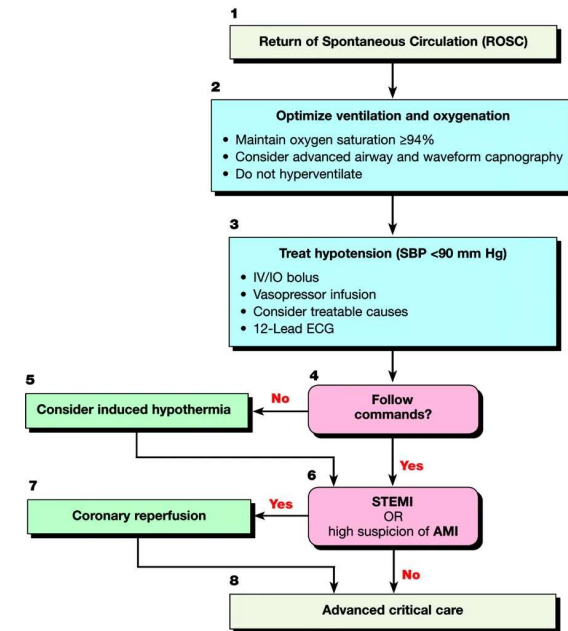 1
Return of Spontaneous Circulation (ROSC)
2
Optimize ventilation and oxygenation
• Maintain oxygen saturation ≥94%
• Consider advanced airway and waveform capnography
• Do not hyperventilate
3
Treat hypotension (SBP <90 mm Hg)
• IV/IO bolus
• Vasopressor infusion
• Consider treatable causes
• 12-Lead ECG
4
Follow
commands?
No
5
Consider induced hypothermia
Yes
6
STEMI
OR
high suspicion of AMI
Yes
7
Coronary reperfusion
No
8
Advanced critical care